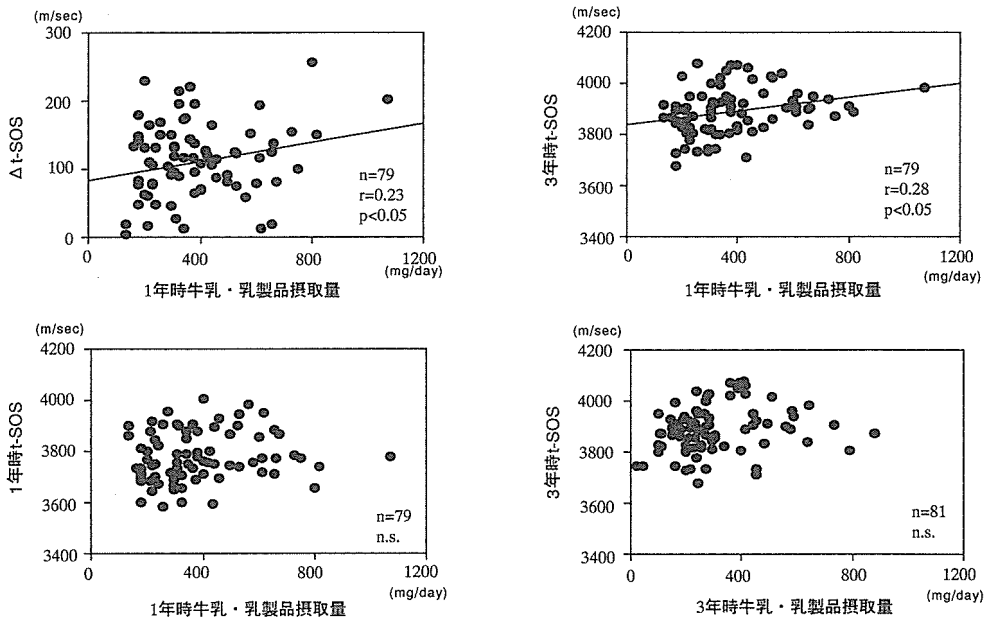 (m/sec)
300
200
100
0
Δt-SOS
n=79
r=0.23
p<0.05
0 400 800 1200
(mg/day)
1年時牛乳・乳製品摂取量
(m/sec)
4200
4000
3800
3600
3400
3年時t-SOS
n=79
r=0.28
p<0.05
0 400 800 1200
(mg/day)
1年時牛乳・乳製品摂取量
(m/sec)
4200
4000
3800
3600
3400
1年時t-SOS
n=79
n.s.
0 400 800 1200
(mg/day)
1年時牛乳・乳製品摂取量
(m/sec)
4200
4000
3800
3600
3400
3年時t-SOS
n=81
n.s.
0 400 800 1200
(mg/day)
3年時牛乳・乳製品摂取量